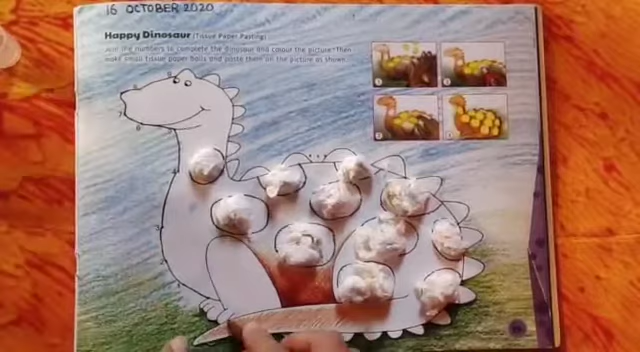 16 OCTOBER 2020
Happy Dinosaur (Tissue Paper Pasting)
Join the numbers to complete the dinosaur and colour the picture. Then
make small tissue paper balls and paste them on the picture as shown.